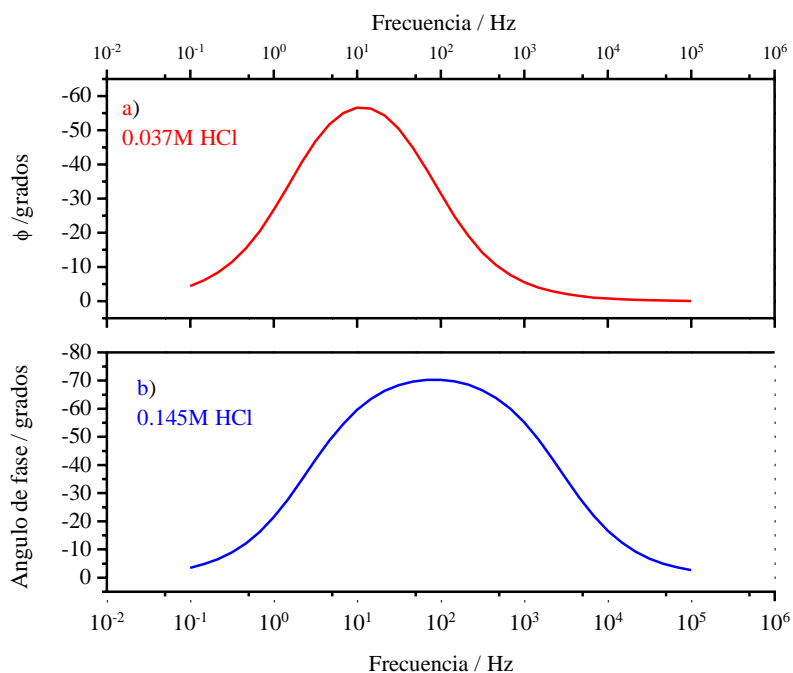 Frecuencia / Hz
10-2 10-1 100 101 102 103 104 105 106
ϕ /grados
-60
-50
-40
-30
-20
-10
0
a)
0.037M HCl
Angulo de fase / grados
-80
-70
-60
-50
-40
-30
-20
-10
0
b)
0.145M HCl
10-2 10-1 100 101 102 103 104 105 106
Frecuencia / Hz